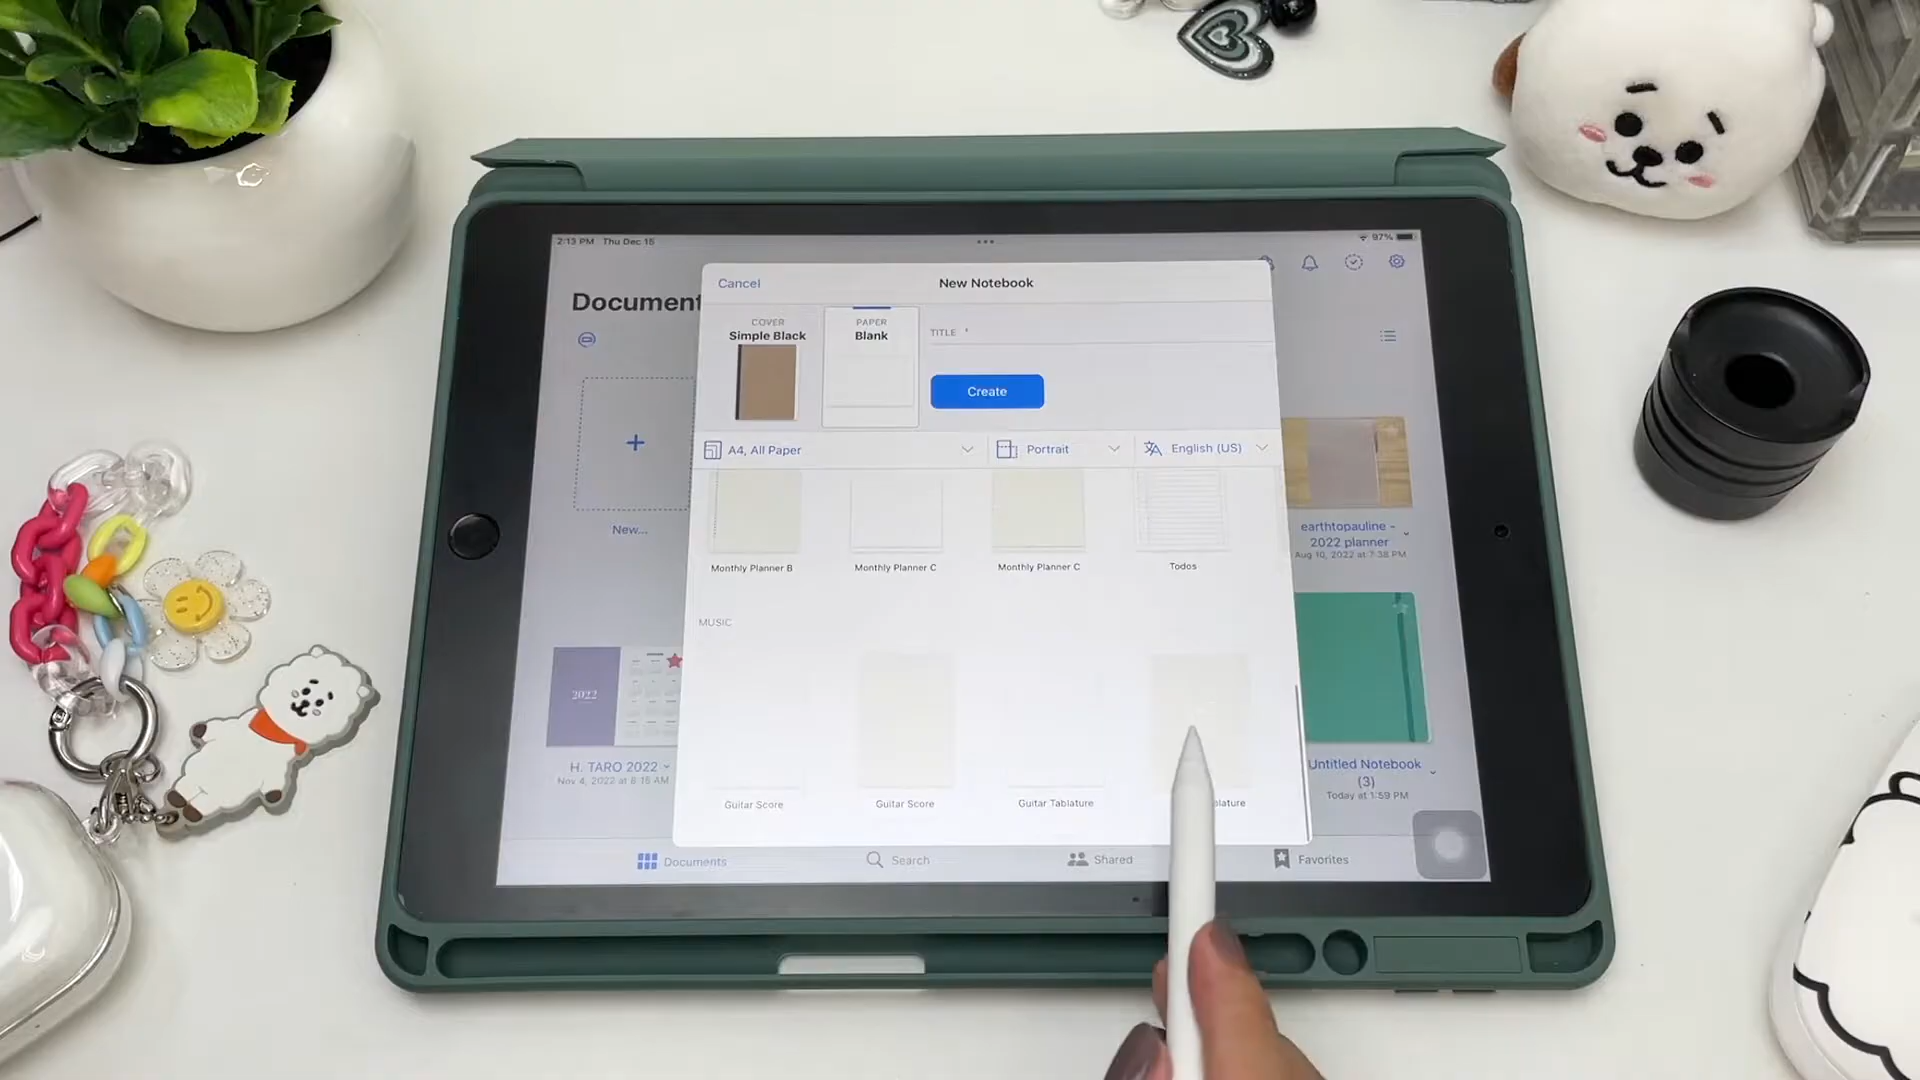 2:13 PM Thu Dec 15
97%
Cancel
New Notebook
Document
COVER
Simple Black
PAPER
Blank
TITLE
Create
A4, All Paper
Portrait
English (US)
New...
Monthly Planner B
Monthly Planner C
Monthly Planner C
Todos
MUSIC
Guitar Score
Guitar Score
Guitar Tablature
lature
earthtopauline -
2022 planner
Aug 10, 2022 at 7:38 PM
2022
H. TARO 2022
Nov 4, 2022 at 8:15 AM
Untitled Notebook
(3)
Today at 1:59 PM
Documents
Search
Shared
Favorites